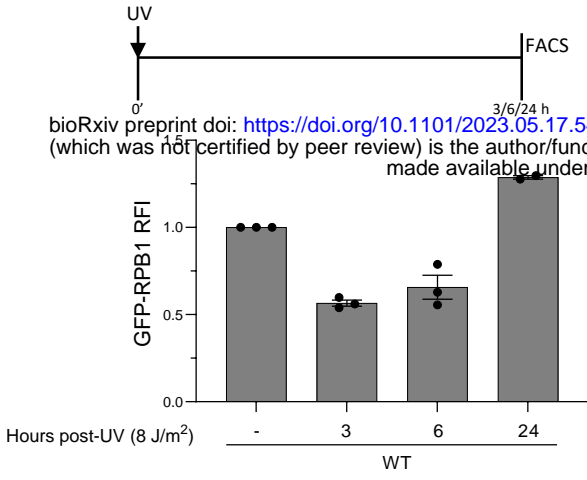 UV
FACS
0'
3/6/24 h
bioRxiv preprint doi: https://doi.org/10.1101/2023.05.17.5
(which was not certified by peer review) is the author/func
made available under
GFP-RPB1 RFI
1.5
1.0
0.5
0.0
Hours post-UV (8 J/m²) - 3 6 24
WT